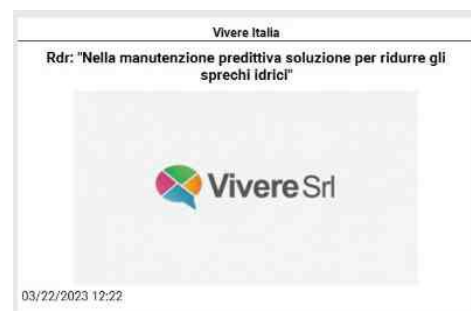 Vivere Italia
Rdr: "Nella manutenzione predittiva soluzione per ridurre gli
sprechi idrici"
Vivere Srl
03/22/2023 12:22